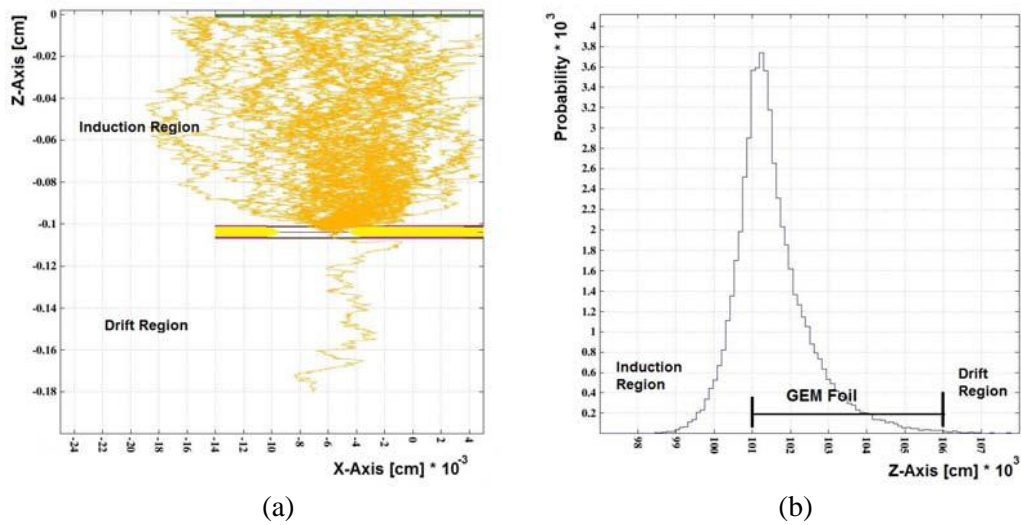 Z-Axis [cm]
0
-0.02
-0.04
-0.06
-0.08
-0.1
-0.12
-0.14
-0.16
-0.18
Induction Region
Drift Region
-24 -22 -20 -18 -16 -14 -12 -10 -8 -6 -4 -2 0 2 4
X-Axis [cm] * 10⁻³
(a)
Probability * 10³
4
3.8
3.6
3.4
3.2
3
2.8
2.6
2.4
2.2
2
1.8
1.6
1.4
1.2
1
0.8
0.6
0.4
0.2
Induction
Region
GEM Foil
Drift
Region
98 99 100 101 102 103 104 105 106 107
Z-Axis [cm] * 10³
(b)